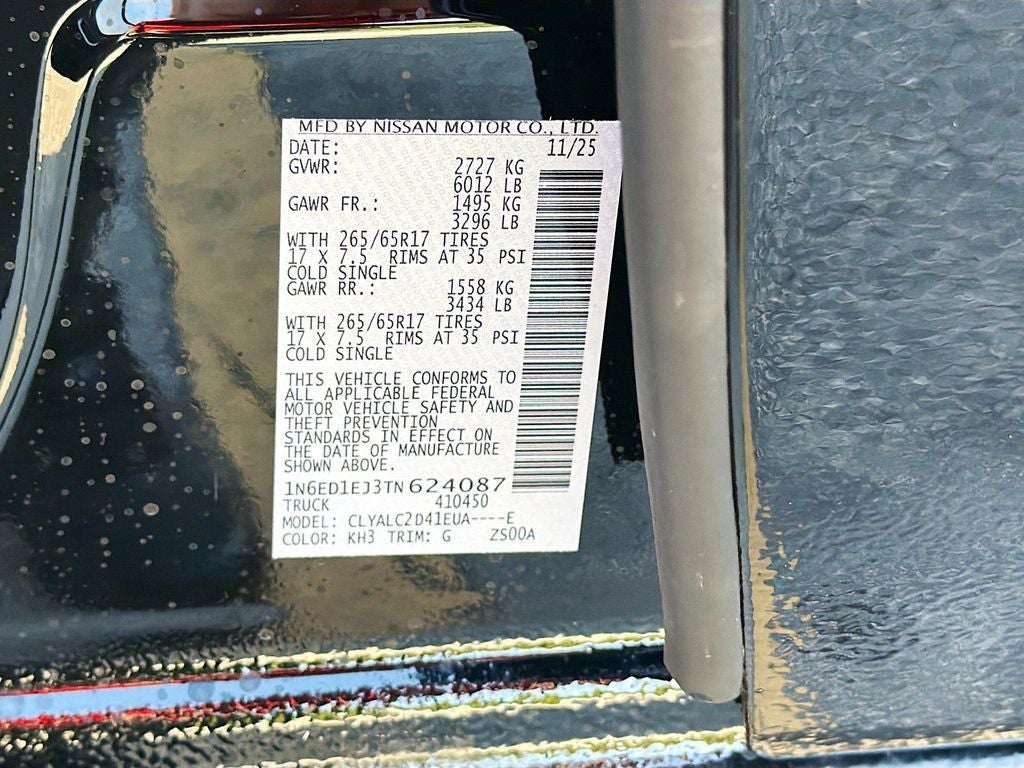 MFD BY NISSAN MOTOR CO., LTD.
DATE: 11/25
GVWR: 2727 KG
6012 LB
GAWR FR.: 1495 KG
3296 LB
WITH 265/65R17 TIRES
17 X 7.5 RIMS AT 35 PSI
COLD SINGLE
GAWR RR.: 1558 KG
3434 LB
WITH 265/65R17 TIRES
17 X 7.5 RIMS AT 35 PSI
COLD SINGLE
THIS VEHICLE CONFORMS TO
ALL APPLICABLE FEDERAL
MOTOR VEHICLE SAFETY AND
THEFT PREVENTION
STANDARDS IN EFFECT ON
THE DATE OF MANUFACTURE
SHOWN ABOVE.
1N6ED1EJ3TN 624087
TRUCK 410450
MODEL: CLYALC2D41EUA----E
COLOR: KH3 TRIM: G ZS00A